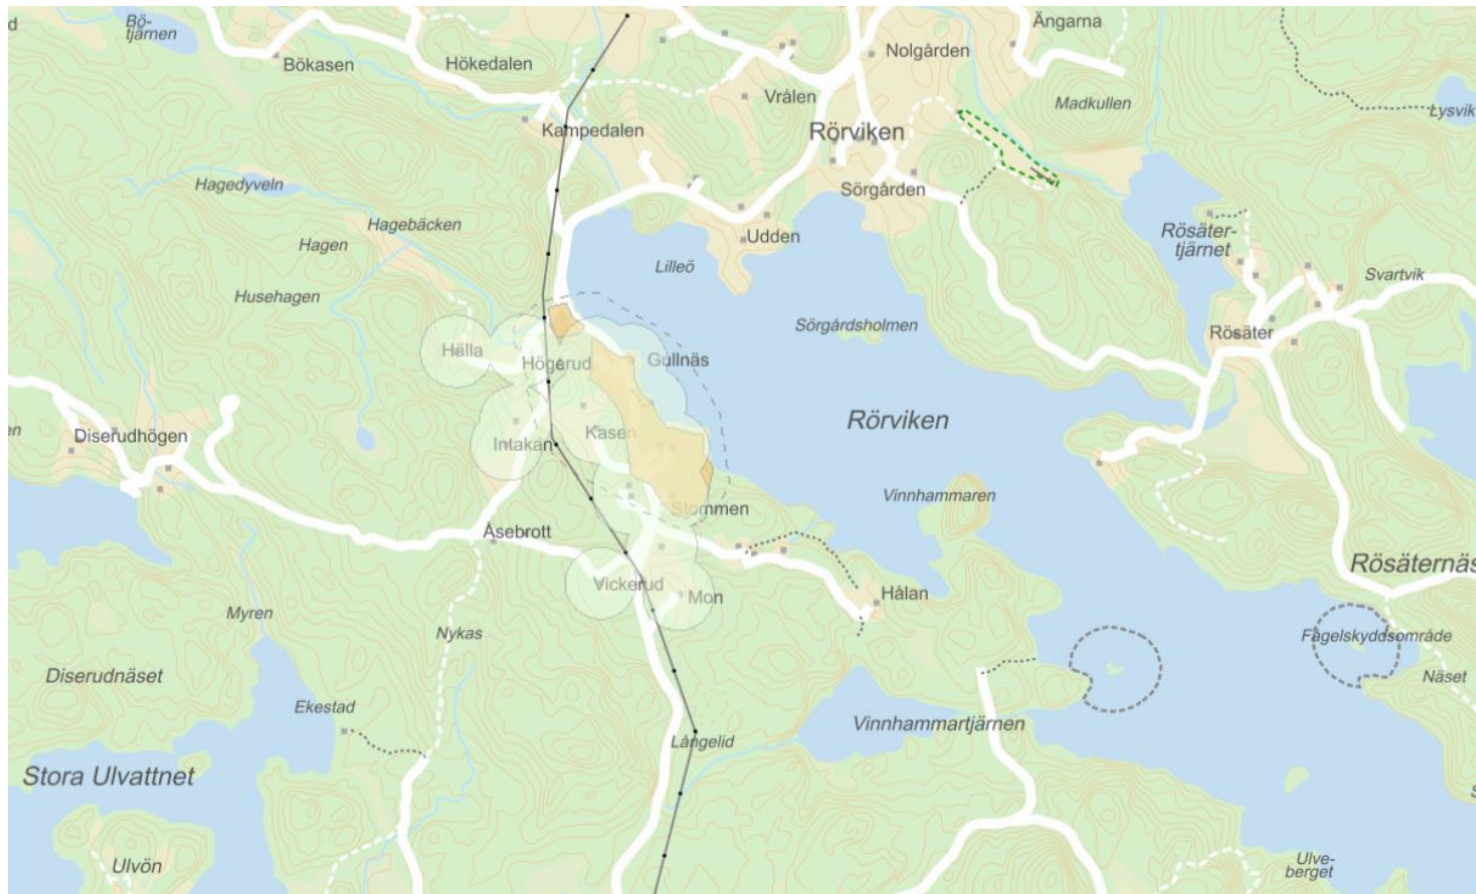 d
Bö-
tjärnen
Bökasen
Hökedalen
Kampedalen
Vrålen
Nolgården
Ängarna
Madkullen
Lysvik
Rörviken
Sörgården
Udden
Lilleö
Hagedyveln
Hagebäcken
Hagen
Husehagen
Rösäter-
tjärnet
Svartvik
Sörgårdsholmen
Rösäter
Hälla
Högerud
Gullnäs
Rörviken
Diserudhögen
en
Intakan
Kasen
Vinnhammaren
Stommen
Åsebrott
Vickerud
Mon
Hålan
Rösäternäs
Myren
Nykas
Fågelskyddsområde
Näset
Diserudnäset
Ekestad
Långelid
Vinnhammartjärnen
Stora Ulvattnet
Ulvön
Ulve-
berget